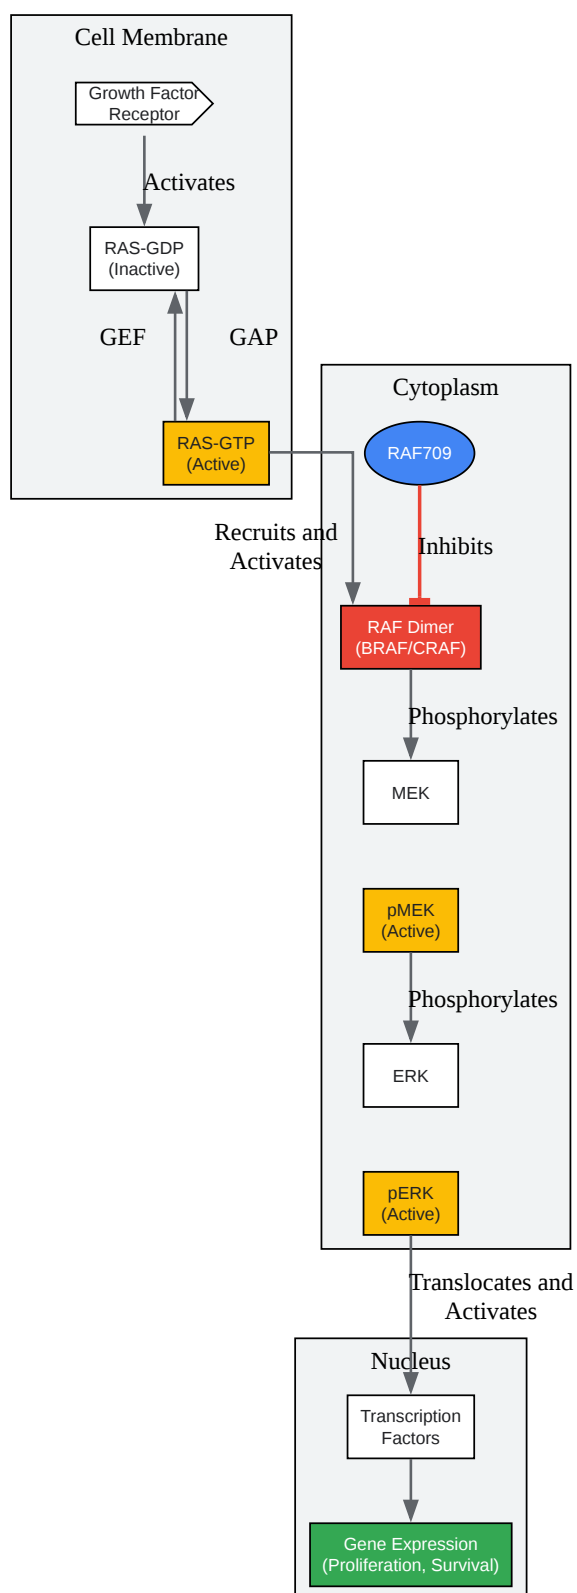 Cell Membrane
Growth Factor
Receptor
Activates
RAS-GDP
(Inactive)
GEF
GAP
RAS-GTP
(Active)
Cytoplasm
RAF709
Recruits and
Activates
Inhibits
RAF Dimer
(BRAF/CRAF)
Phosphorylates
MEK
pMEK
(Active)
Phosphorylates
ERK
pERK
(Active)
Translocates and
Activates
Nucleus
Transcription
Factors
Gene Expression
(Proliferation, Survival)